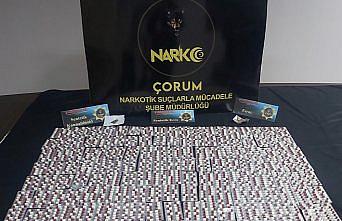 NARKO
ÇORUM
NARKOTİK SUÇLARLA MÜCADELE
ŞUBE MÜDÜRLÜĞÜ